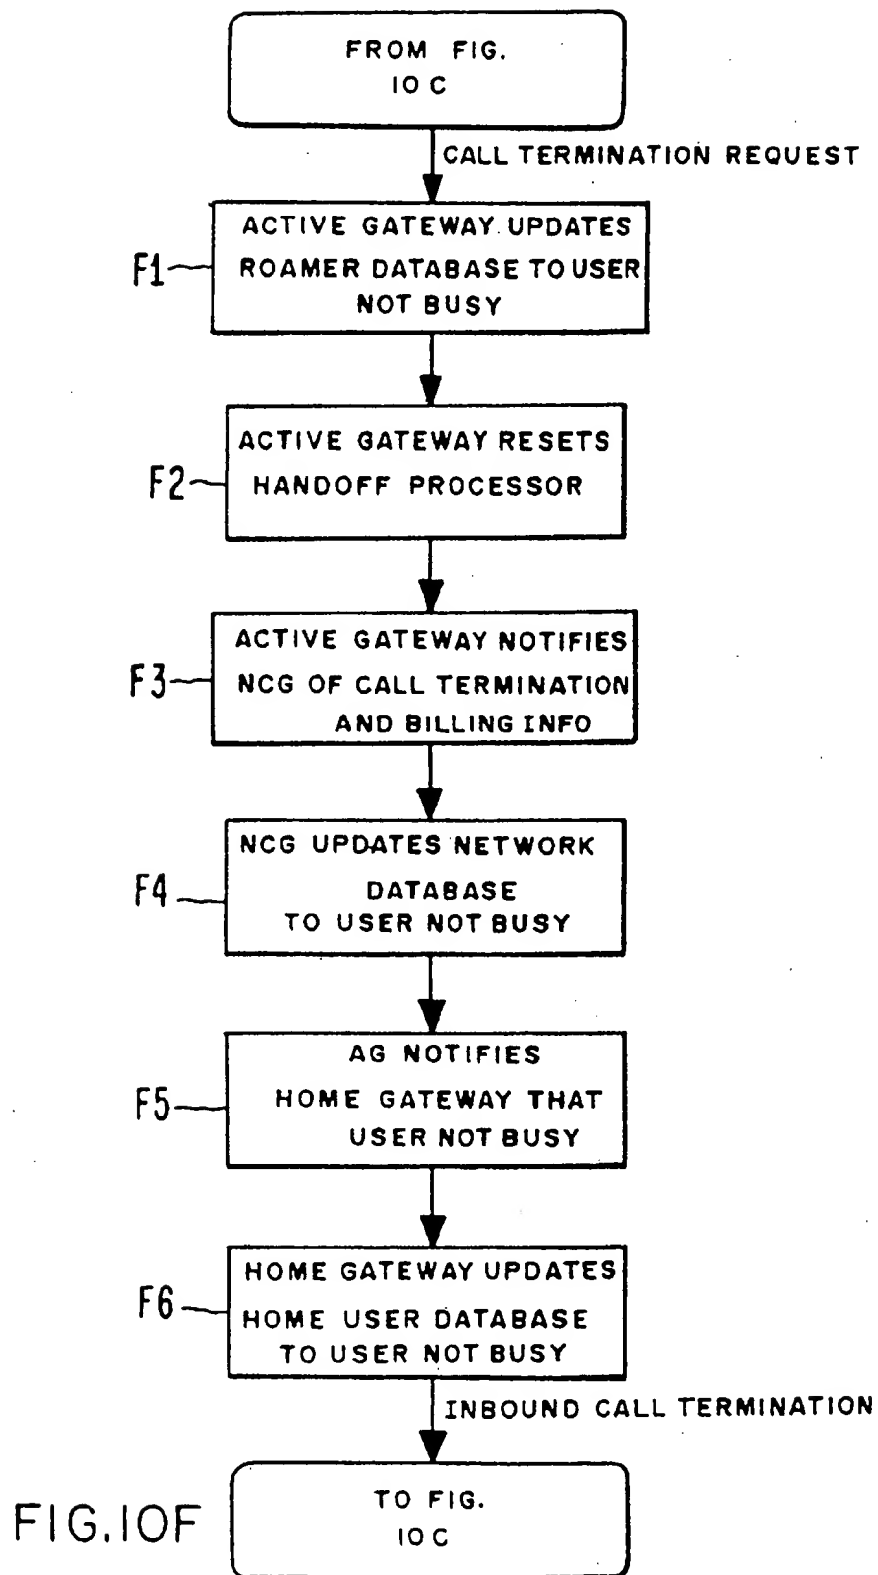 FROM FIG.
10 C
CALL TERMINATION REQUEST
ACTIVE GATEWAY UPDATES
F1
ROAMER DATABASE TO USER
NOT BUSY
ACTIVE GATEWAY RESETS
F2
HANDOFF PROCESSOR
ACTIVE GATEWAY NOTIFIES
F3
NCG OF CALL TERMINATION
AND BILLING INFO
NCG UPDATES NETWORK
F4
DATABASE
TO USER NOT BUSY
AG NOTIFIES
F5
HOME GATEWAY THAT
USER NOT BUSY
HOME GATEWAY UPDATES
F6
HOME USER DATABASE
TO USER NOT BUSY
INBOUND CALL TERMINATION
TO FIG.
10 C
FIG.10F